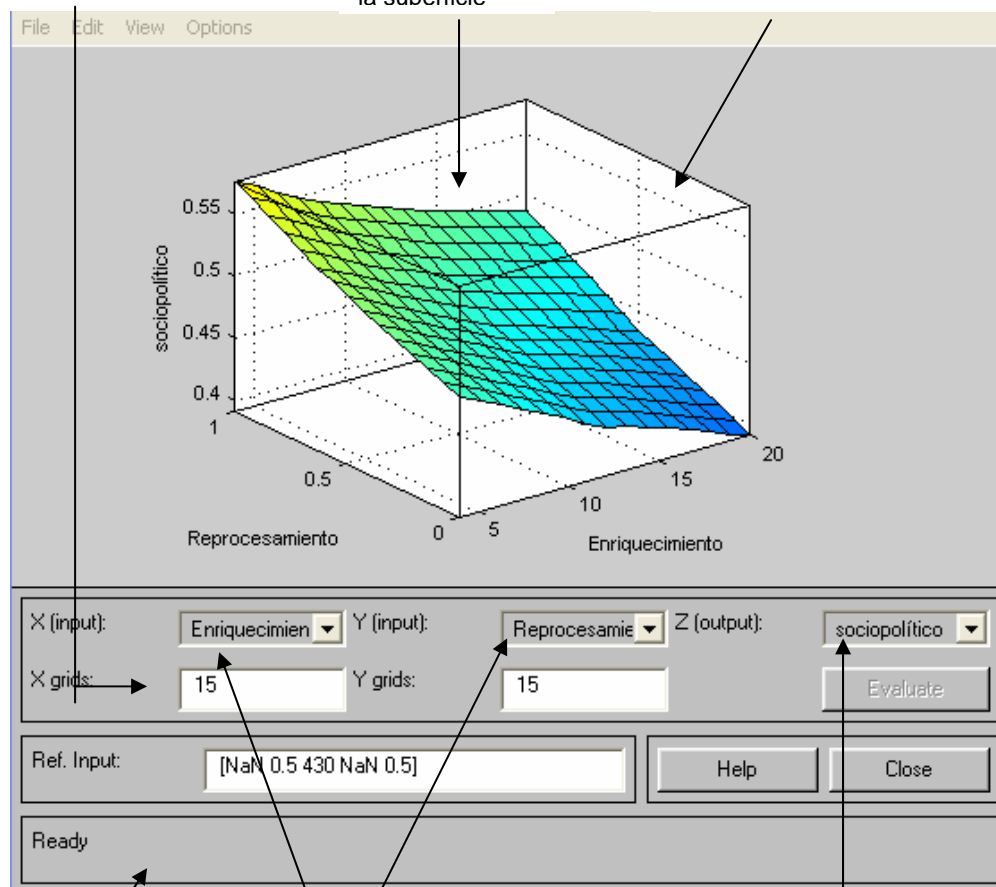 la superficie
File Edit View Options
0.55
0.5
0.45
0.4
sociopolítico
1
0.5
0
Reprocesamiento
5
10
15
20
Enriquecimiento
X (input): Enriquecimien Y (input): Reprocesamie Z (output): sociopolítico
X grids: 15 Y grids: 15 Evaluate
Ref. Input: [NaN 0.5 430 NaN 0.5] Help Close
Ready